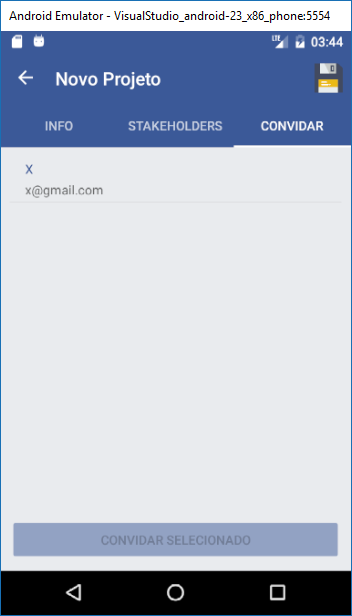 Android Emulator - VisualStudio_android-23_x86_phone:5554
LTE 03:44
Novo Projeto
INFO STAKEHOLDERS CONVIDAR
X
x@gmail.com
CONVIDAR SELECIONADO